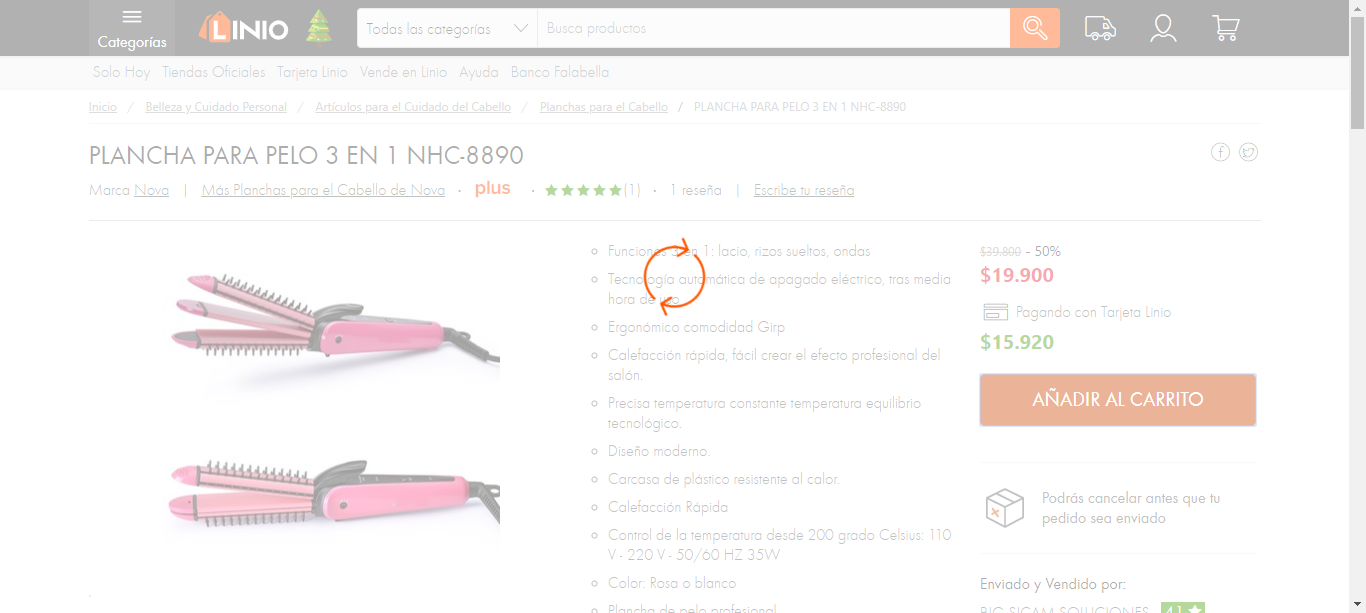 Categorías
LINIO
Todas las categorías
Busca productos
Solo Hoy Tiendas Oficiales Tarjeta Linio Vende en Linio Ayuda Banco Falabella
Inicio / Belleza y Cuidado Personal / Artículos para el Cuidado del Cabello / Planchas para el Cabello / PLANCHA PARA PELO 3 EN 1 NHC-8890
PLANCHA PARA PELO 3 EN 1 NHC-8890
Marca Nova | Más Planchas para el Cabello de Nova · plus · (1) · 1 reseña | Escribe tu reseña
Funciones 3 en 1: lacio, rizos sueltos, ondas
Tecnología automática de apagado eléctrico, tras media
hora de uso
Ergonómico comodidad Girp
Calefacción rápida, fácil crear el efecto profesional del
salón.
Precisa temperatura constante temperatura equilibrio
tecnológico.
Diseño moderno.
Carcasa de plástico resistente al calor.
Calefacción Rápida
Control de la temperatura desde 200 grado Celsius: 110
V - 220 V - 50/60 HZ 35W
Color: Rosa o blanco
Plancha de pelo profesional
$39.800 - 50%
$19.900
Pagando con Tarjeta Linio
$15.920
AÑADIR AL CARRITO
Podrás cancelar antes que tu
pedido sea enviado
Enviado y Vendido por:
BIG SICAM SOLUCIONES 4.1